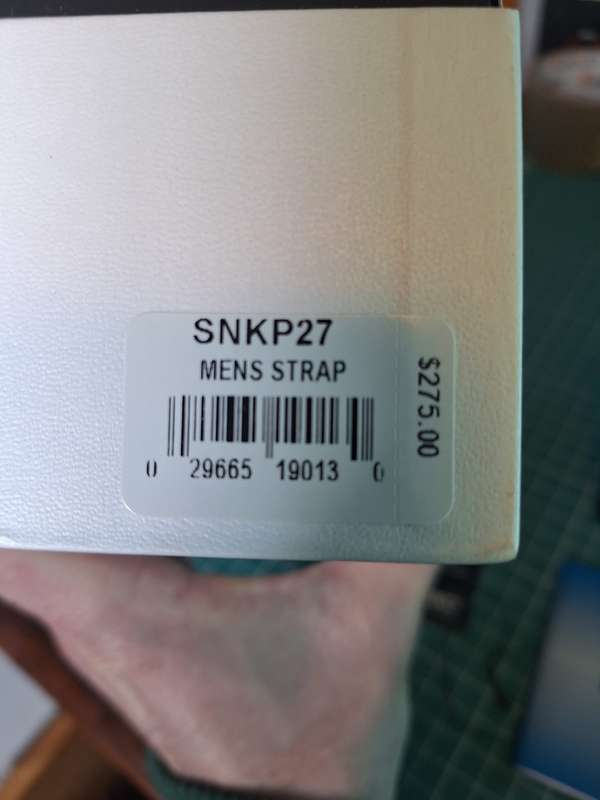 SNKP27
MENS STRAP
0 29665 19013 0
$275.00